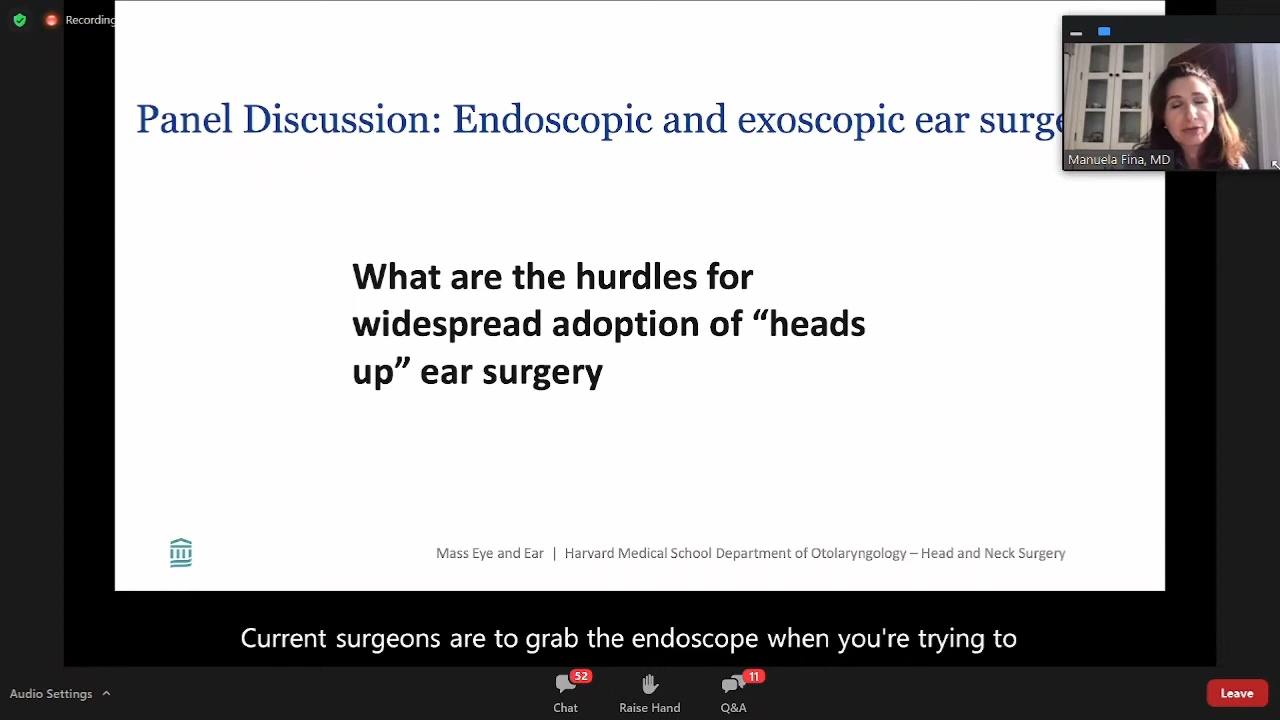 Recording
Panel Discussion: Endoscopic and exoscopic ear surge
Manuela Fina, MD
What are the hurdles for
widespread adoption of “heads
up” ear surgery
Mass Eye and Ear | Harvard Medical School Department of Otolaryngology – Head and Neck Surgery
Current surgeons are to grab the endoscope when you're trying to
Audio Settings
52
Chat
Raise Hand
11
Q&A
Leave